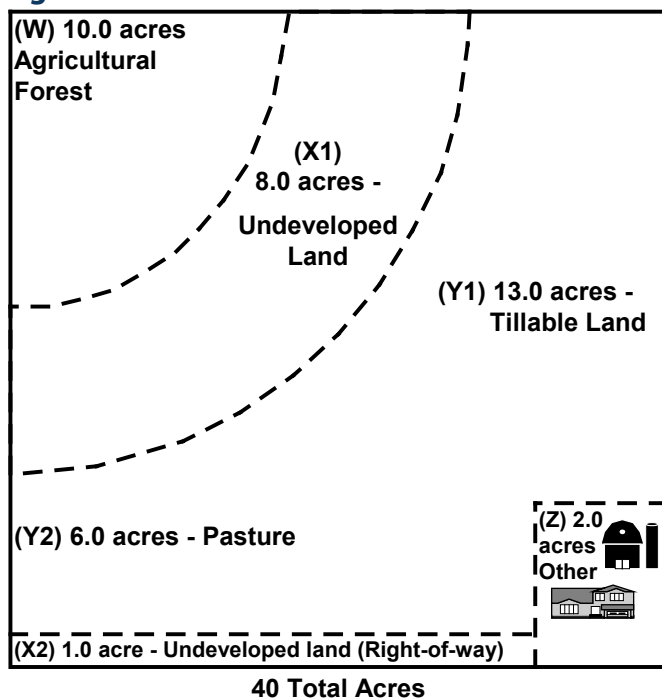 (W) 10.0 acres
Agricultural
Forest
(X1)
8.0 acres -
Undeveloped
Land
(Y1) 13.0 acres -
Tillable Land
(Y2) 6.0 acres - Pasture
(Z) 2.0
acres
Other
(X2) 1.0 acre - Undeveloped land (Right-of-way)
40 Total Acres